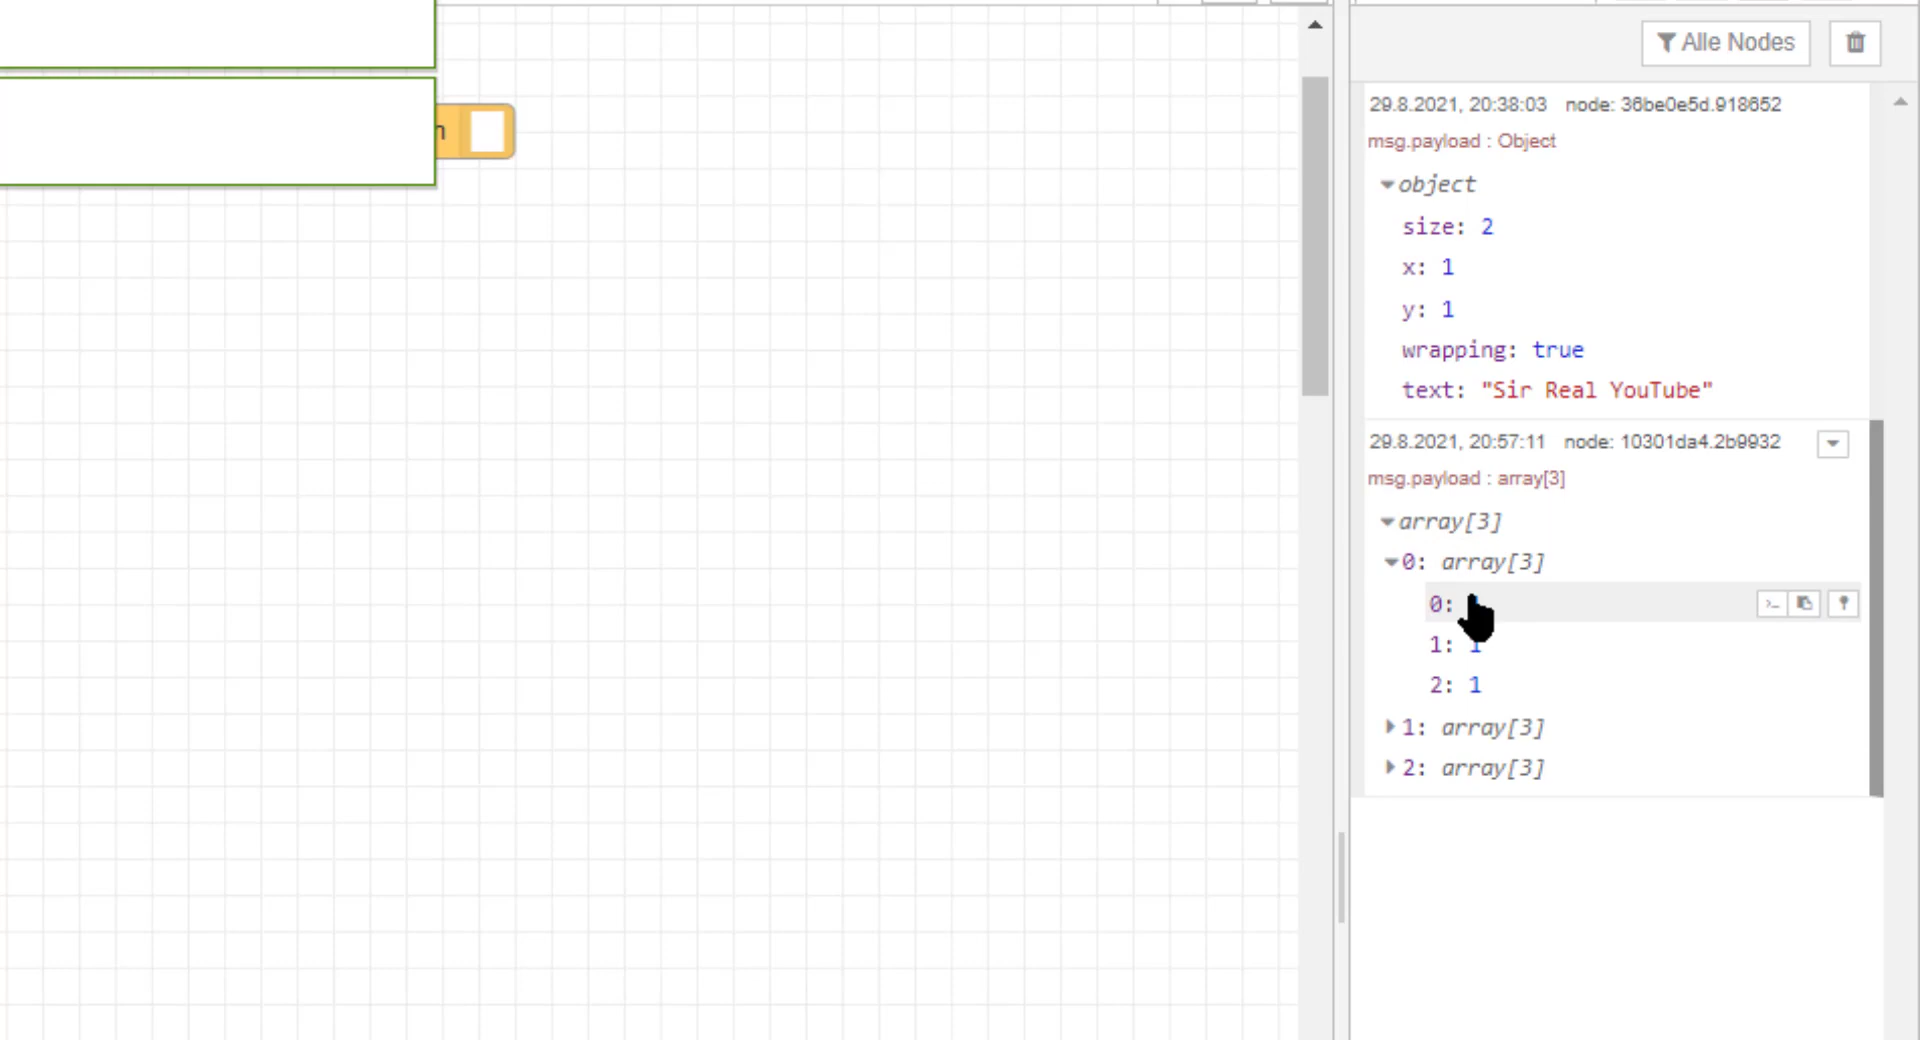 Alle Nodes
29.8.2021, 20:38:03 node: 36be0e5d.918652
msg.payload : Object
object
size: 2
x: 1
y: 1
wrapping: true
text: "Sir Real YouTube"
n
29.8.2021, 20:57:11 node: 10301da4.2b9932
msg.payload : array[3]
array[3]
0: array[3]
0:
1: 1
2: 1
1: array[3]
2: array[3]